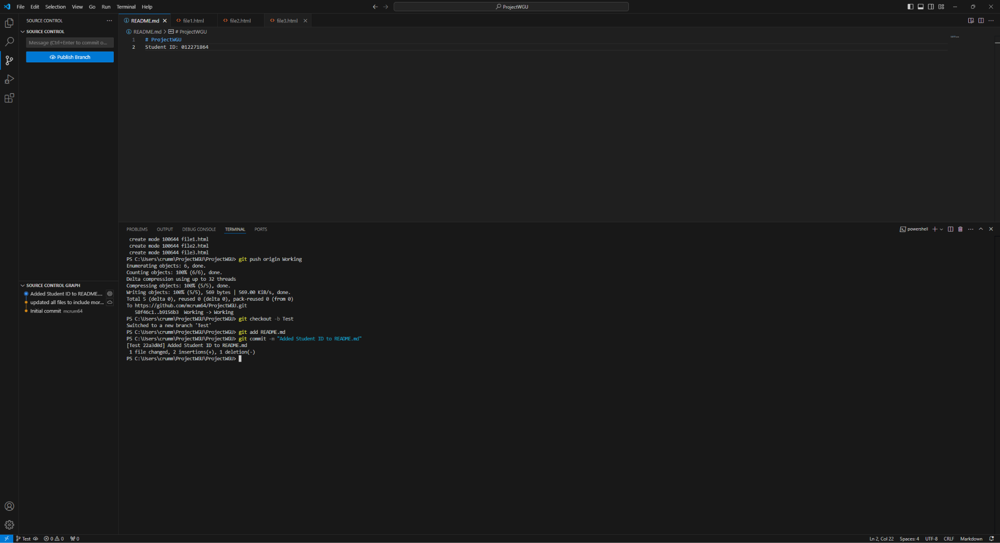 File Edit Selection View Go Run Terminal Help
ProjectWGU
SOURCE CONTROL
README.md
file1.html
file2.html
file3.html
SOURCE CONTROL
Message (Ctrl+Enter to commit o...
Publish Branch
README.md > # ProjectWGU
1 # ProjectWGU
2 Student ID: 012271864
PROBLEMS OUTPUT DEBUG CONSOLE TERMINAL PORTS
powershell
create mode 100644 file1.html
create mode 100644 file2.html
create mode 100644 file3.html
PS C:\Users\crumm\ProjectWGU\ProjectWGU> git push origin Working
Enumerating objects: 6, done.
Counting objects: 100% (6/6), done.
Delta compression using up to 32 threads
Compressing objects: 100% (5/5), done.
Writing objects: 100% (5/5), 569 bytes | 569.00 KiB/s, done.
Total 5 (delta 0), reused 0 (delta 0), pack-reused 0 (from 0)
To https://github.com/mcrum64/ProjectWGU.git
58f46c1..b9156b3 Working -> Working
PS C:\Users\crumm\ProjectWGU\ProjectWGU> git checkout -b Test
Switched to a new branch 'Test'
PS C:\Users\crumm\ProjectWGU\ProjectWGU> git add README.md
PS C:\Users\crumm\ProjectWGU\ProjectWGU> git commit -m "Added Student ID to README.md"
[Test 22a3d0d] Added Student ID to README.md
1 file changed, 2 insertions(+), 1 deletion(-)
PS C:\Users\crumm\ProjectWGU\ProjectWGU>
SOURCE CONTROL GRAPH
Added Student ID to README....
updated all files to include mor...
Initial commit mcrum64
Test 0 0 0
Ln 2, Col 22 Spaces: 4 UTF-8 CRLF Markdown